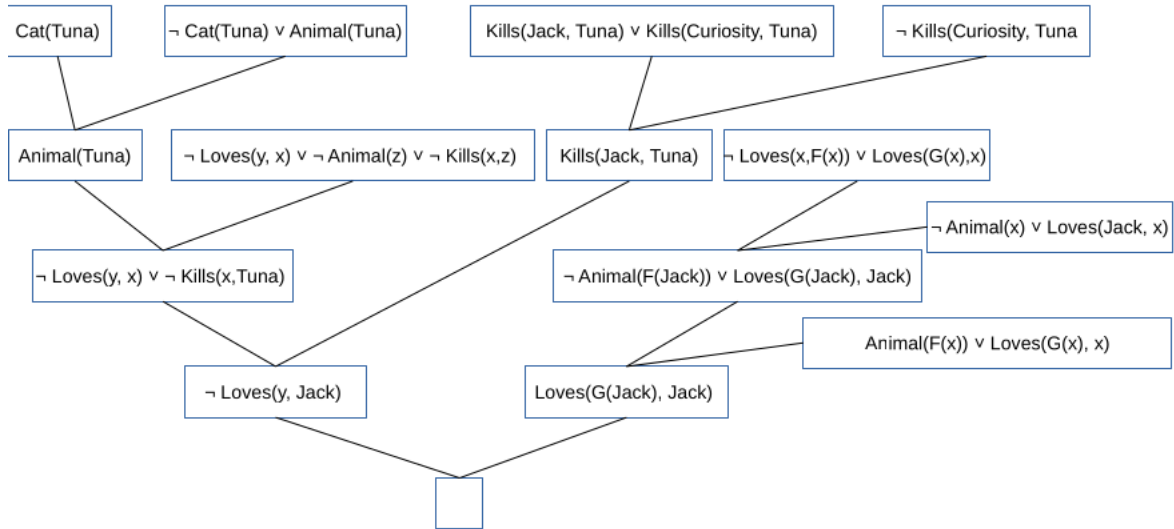 Cat(Tuna)
¬ Cat(Tuna) ˅ Animal(Tuna)
Kills(Jack, Tuna) ˅ Kills(Curiosity, Tuna)
¬ Kills(Curiosity, Tuna
Animal(Tuna)
¬ Loves(y, x) ˅ ¬ Animal(z) ˅ ¬ Kills(x,z)
Kills(Jack, Tuna)
¬ Loves(x,F(x)) ˅ Loves(G(x),x)
¬ Animal(x) ˅ Loves(Jack, x)
¬ Loves(y, x) ˅ ¬ Kills(x,Tuna)
¬ Animal(F(Jack)) ˅ Loves(G(Jack), Jack)
Animal(F(x)) ˅ Loves(G(x), x)
¬ Loves(y, Jack)
Loves(G(Jack), Jack)